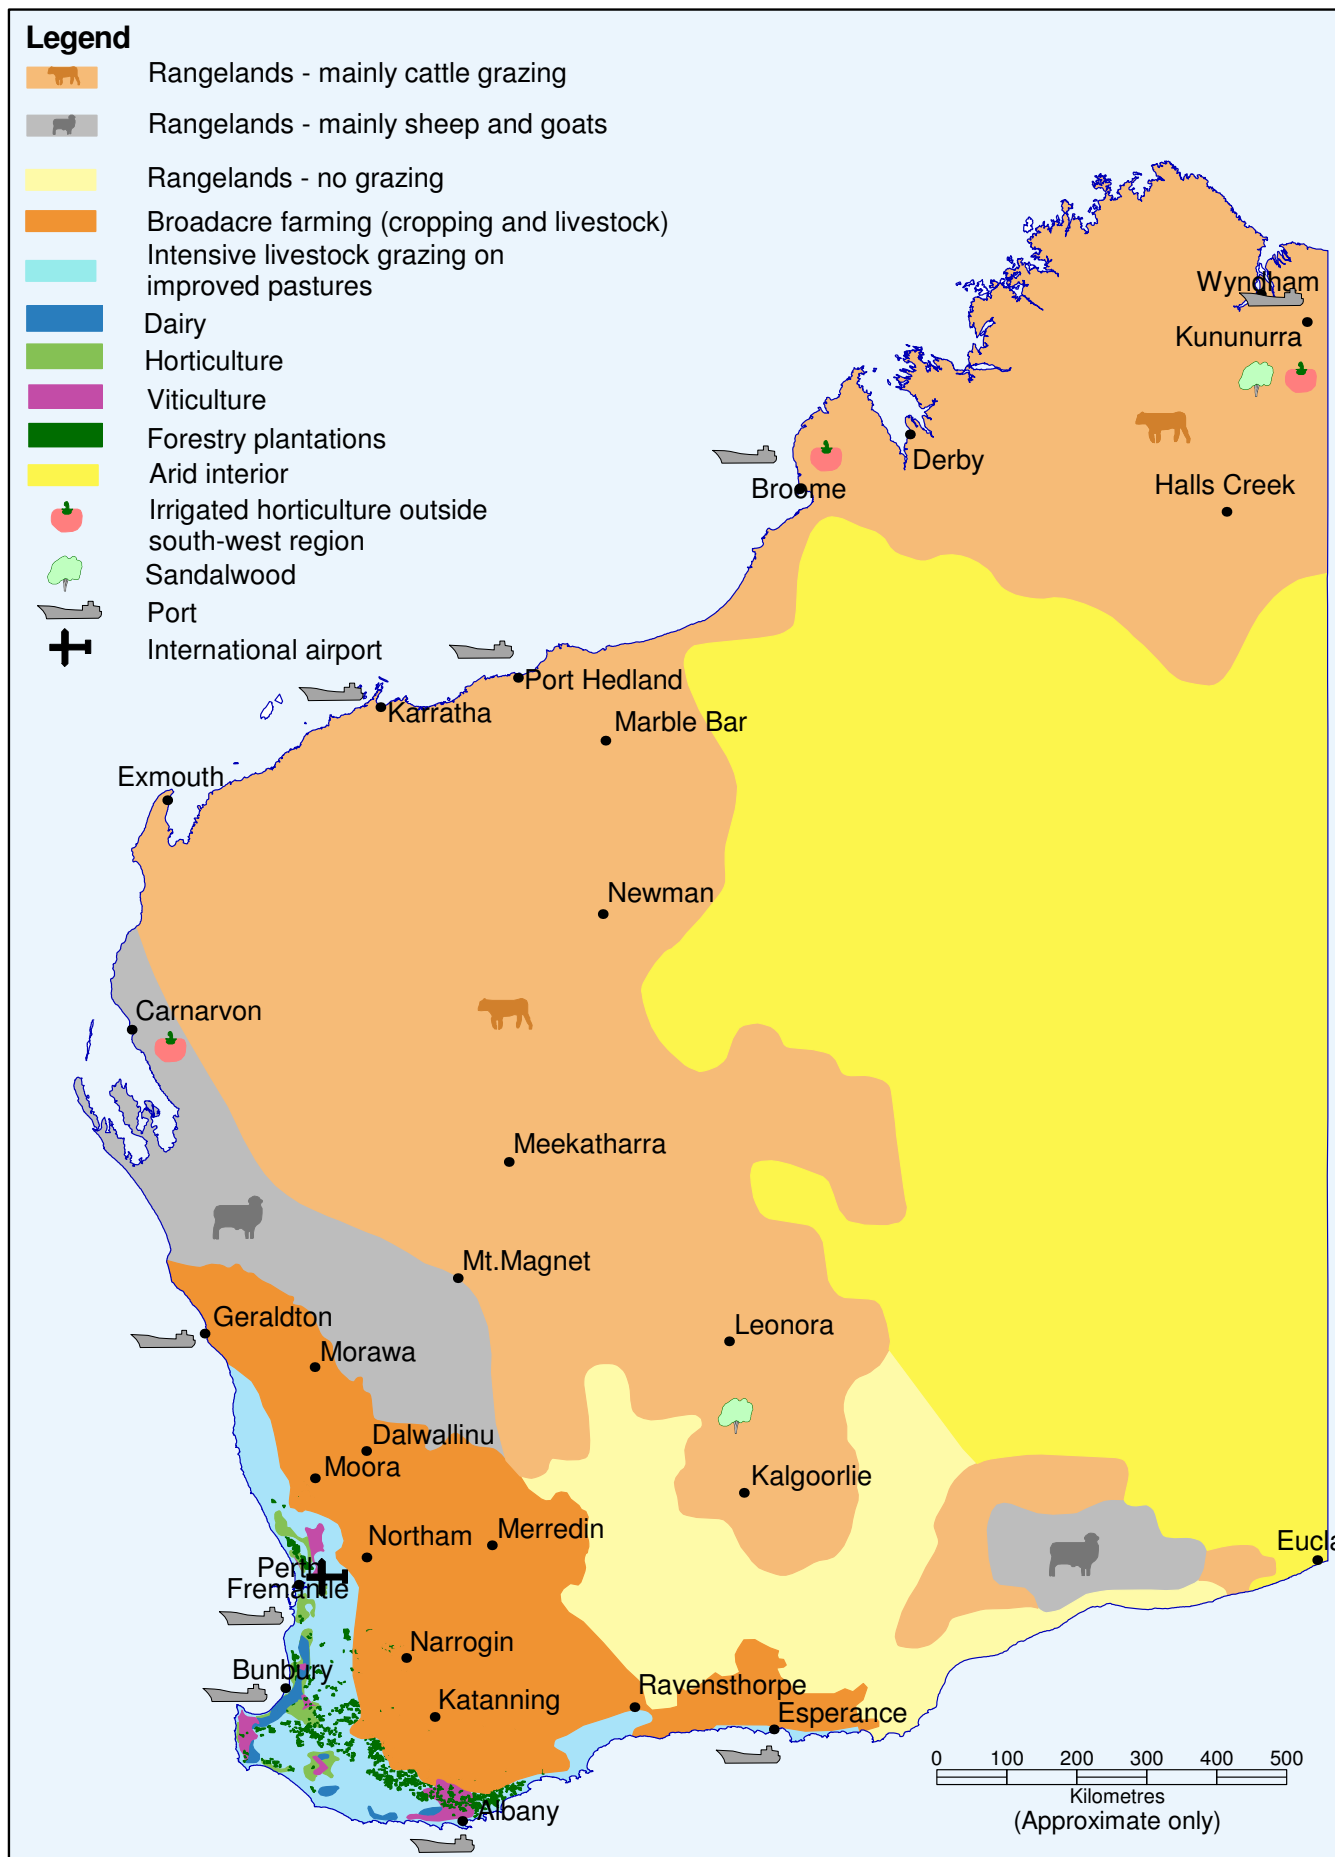 Legend
Rangelands - mainly cattle grazing
Rangelands - mainly sheep and goats
Rangelands - no grazing
Broadacre farming (cropping and livestock)
Intensive livestock grazing on
improved pastures
Dairy
Horticulture
Viticulture
Forestry plantations
Arid interior
Irrigated horticulture outside
south-west region
Sandalwood
Port
International airport
Wyndham
Kununurra
Derby
Broome
Halls Creek
Port Hedland
Karratha
Marble Bar
Exmouth
Newman
Carnarvon
Meekatharra
Mt.Magnet
Geraldton
Leonora
Morawa
Dalwallinu
Moora
Kalgoorlie
Northam
Merredin
Eucla
Perth
Fremantle
Narrogin
Bunbury
Katanning
Ravensthorpe
Esperance
Albany
0 100 200 300 400 500
Kilometres
(Approximate only)